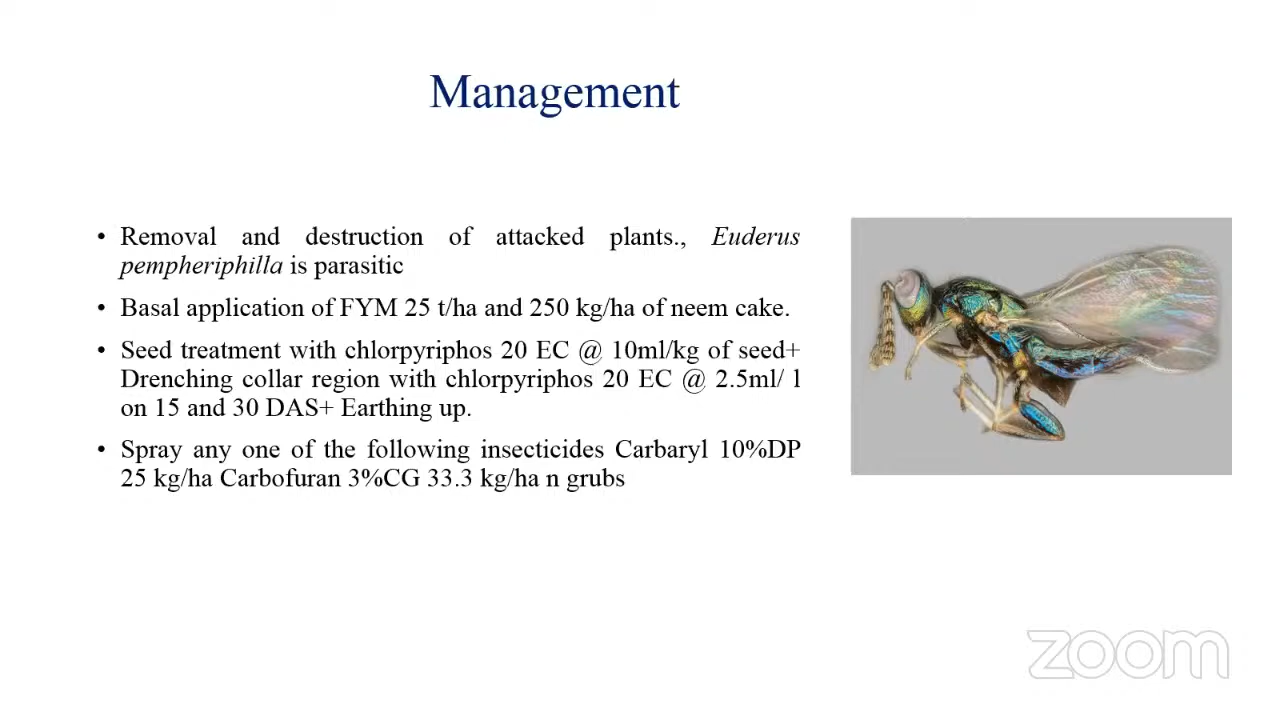 Management
• Removal and destruction of attacked plants., Euderus
pempheriphilla is parasitic
• Basal application of FYM 25 t/ha and 250 kg/ha of neem cake.
• Seed treatment with chlorpyriphos 20 EC @ 10ml/kg of seed+
Drenching collar region with chlorpyriphos 20 EC @ 2.5ml/ l
on 15 and 30 DAS+ Earthing up.
• Spray any one of the following insecticides Carbaryl 10%DP
25 kg/ha Carbofuran 3%CG 33.3 kg/ha n grubs
zoom